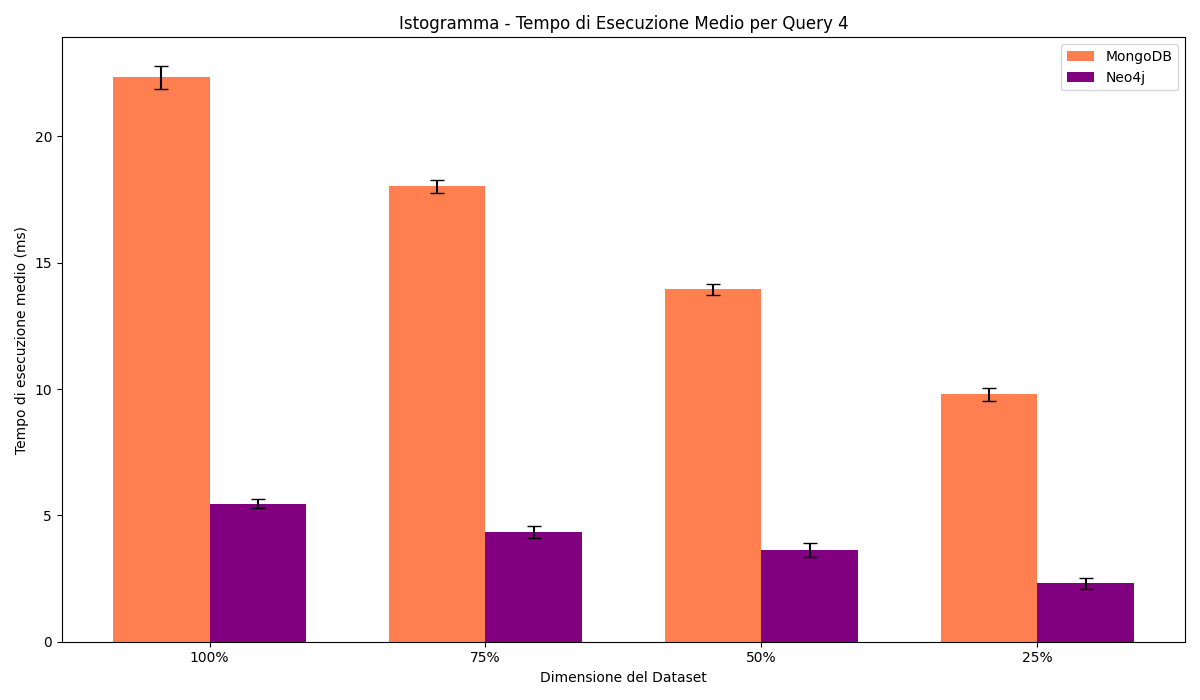 Istogramma - Tempo di Esecuzione Medio per Query 4
MongoDB
Neo4j
Tempo di esecuzione medio (ms)
20
15
10
5
0
100%
75%
50%
25%
Dimensione del Dataset